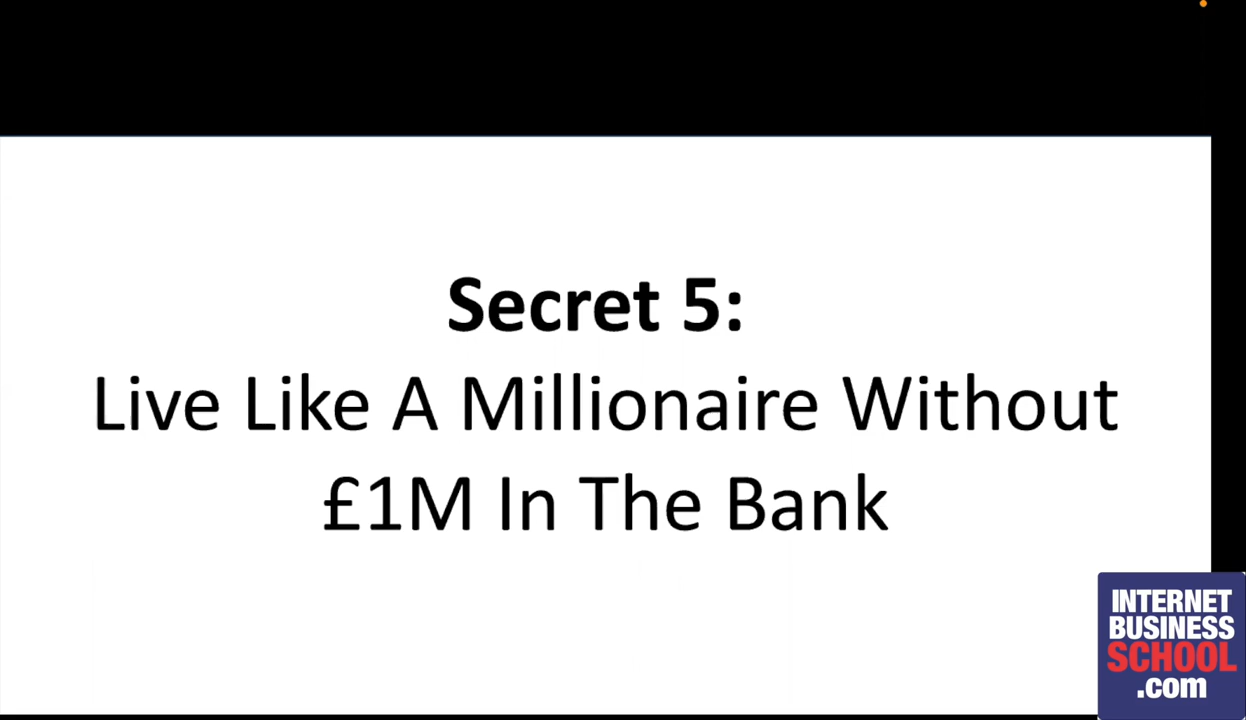 Secret 5:
Live Like A Millionaire Without
£1M In The Bank
INTERNET
BUSINESS
SCHOOL
.com